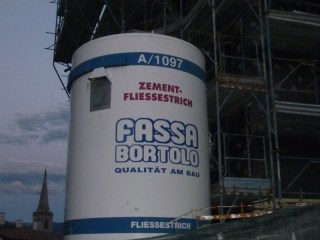 A/1097
ZEMENT-
FLIESSESTRICH
FASSA
BORTOLO
QUALITÄT AM BAU
FLIESSESTRICH